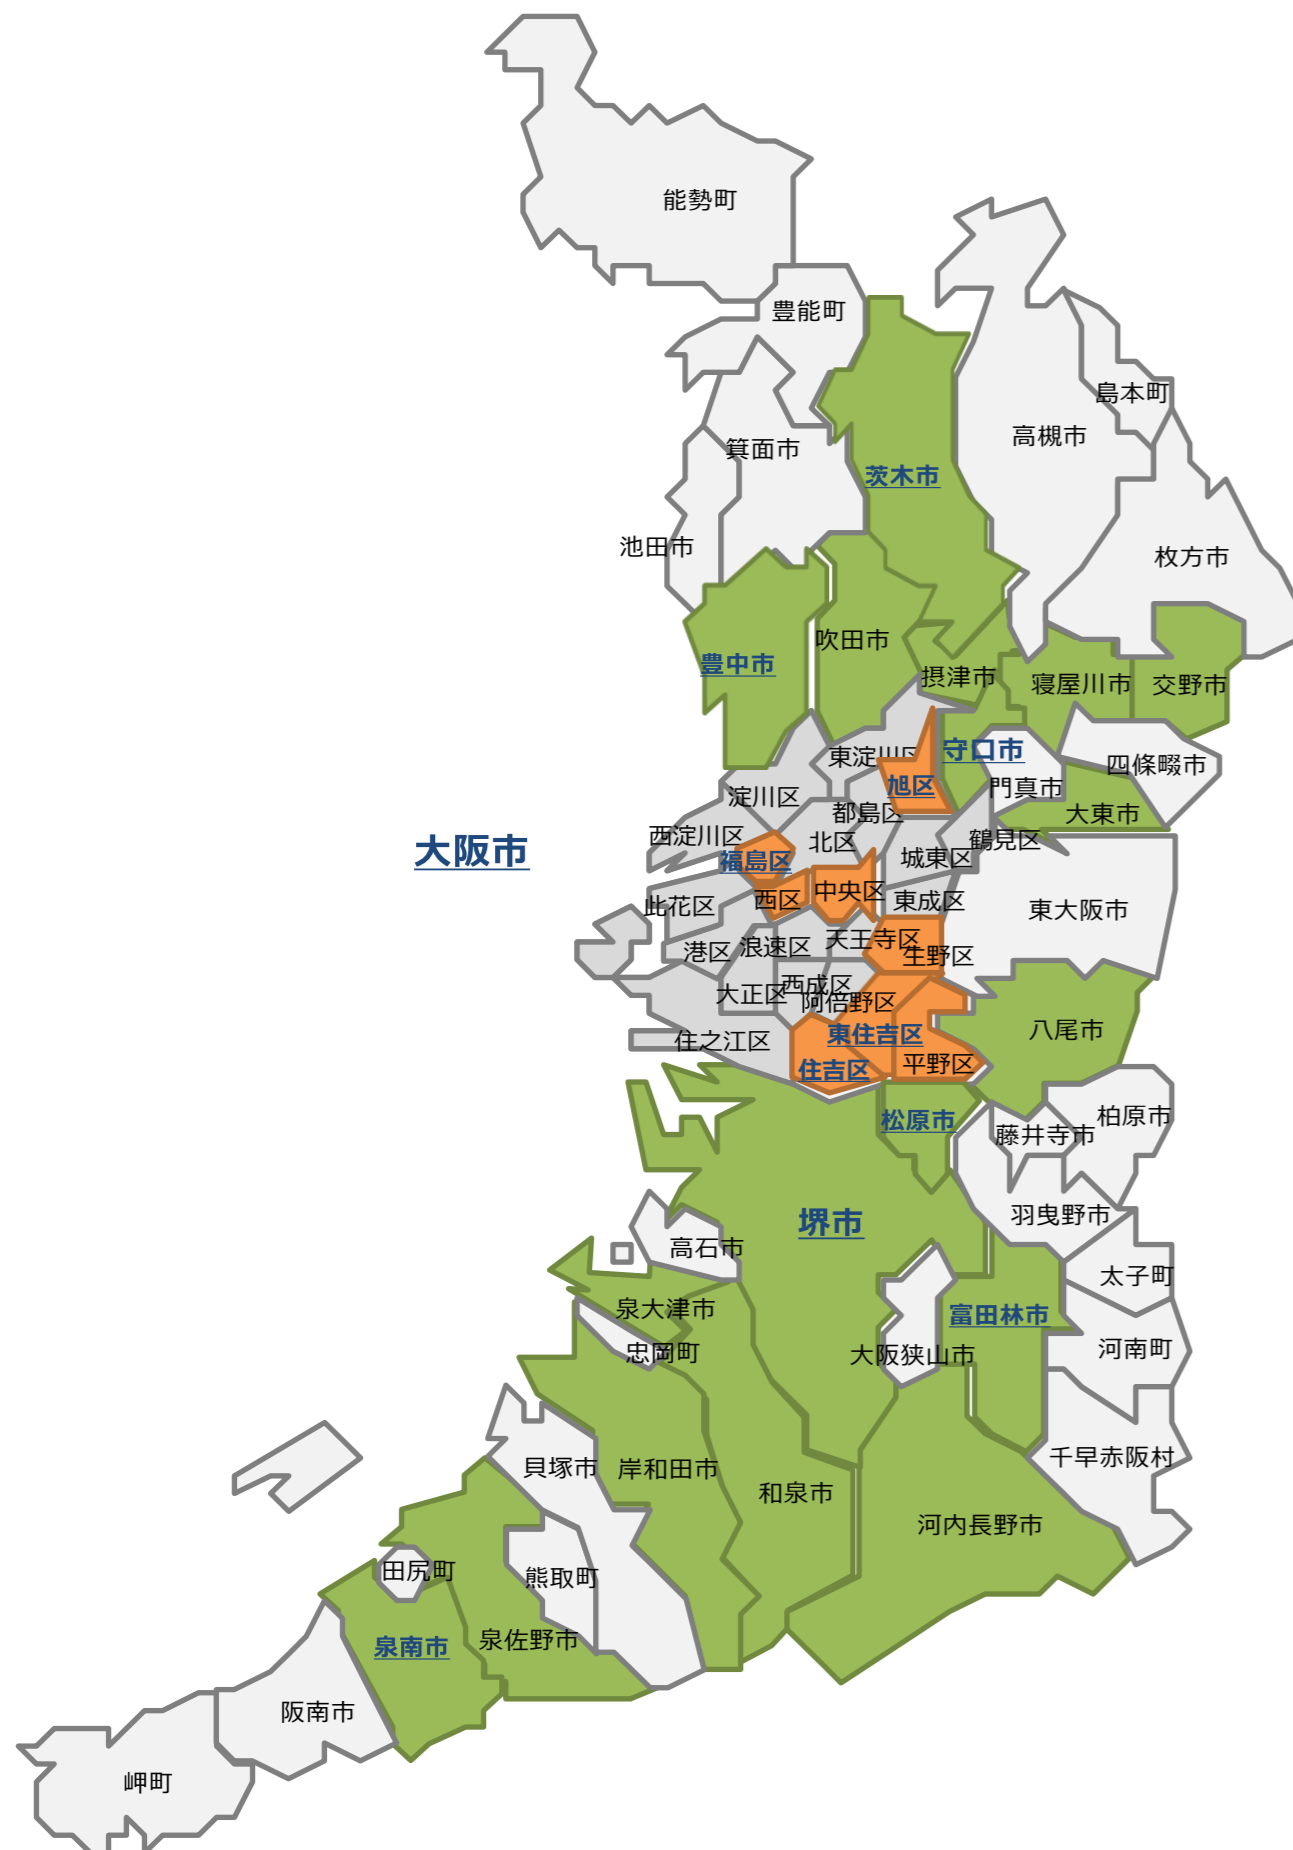 能勢町
豊能町
島本町
高槻市
箕面市
茨木市
池田市
枚方市
吹田市
豊中市
摂津市
寝屋川市
交野市
守口市
東淀川区
四條畷市
旭区
門真市
淀川区
都島区
大東市
西淀川区
北区
鶴見区
大阪市
城東区
福島区
中央区
西区
東成区
此花区
東大阪市
天王寺区
浪速区
港区
生野区
西成区
大正区
阿倍野区
八尾市
東住吉区
住之江区
平野区
住吉区
柏原市
松原市
藤井寺市
羽曳野市
堺市
高石市
太子町
泉大津市
富田林市
河南町
忠岡町
大阪狭山市
千早赤阪村
貝塚市
岸和田市
和泉市
河内長野市
田尻町
熊取町
泉佐野市
泉南市
阪南市
岬町